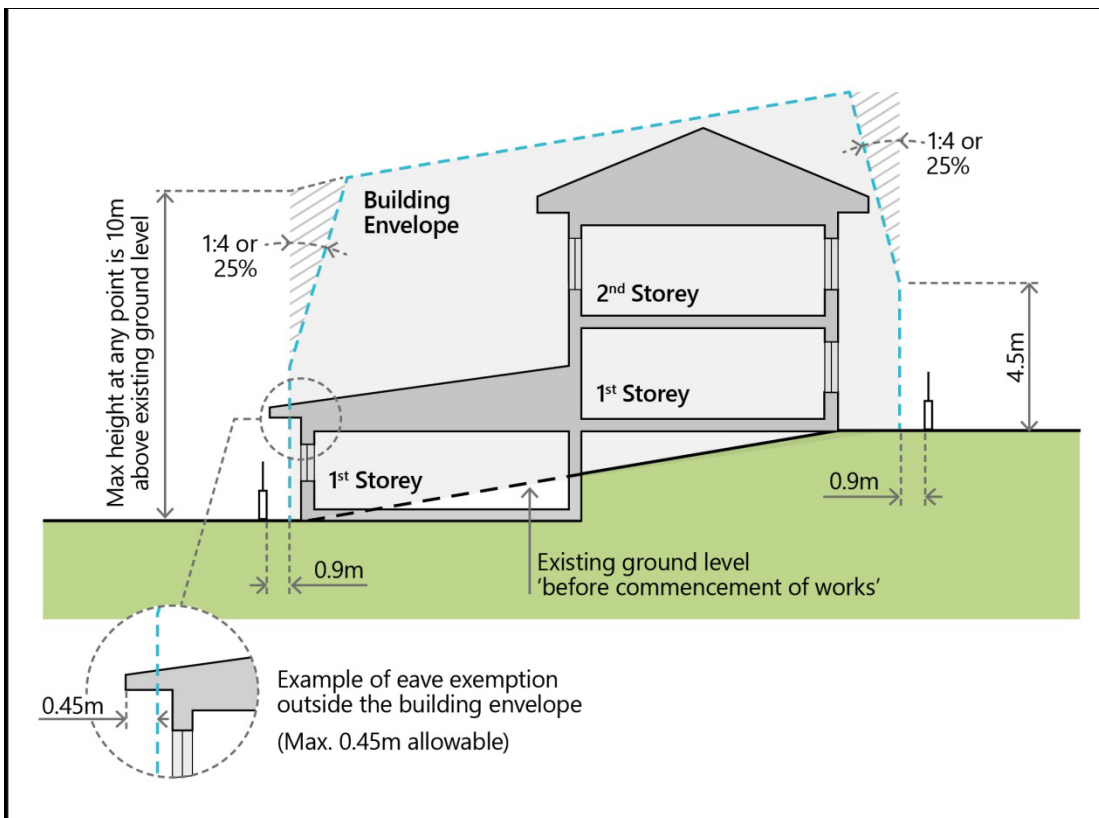 1:4 or
25%
Building
Envelope
1:4 or
25%
Max height at any point is 10m
above existing ground level
2nd Storey
1st Storey
4.5m
1st Storey
0.9m
0.9m
Existing ground level
‘before commencement of works’
Example of eave exemption
outside the building envelope
0.45m
(Max. 0.45m allowable)